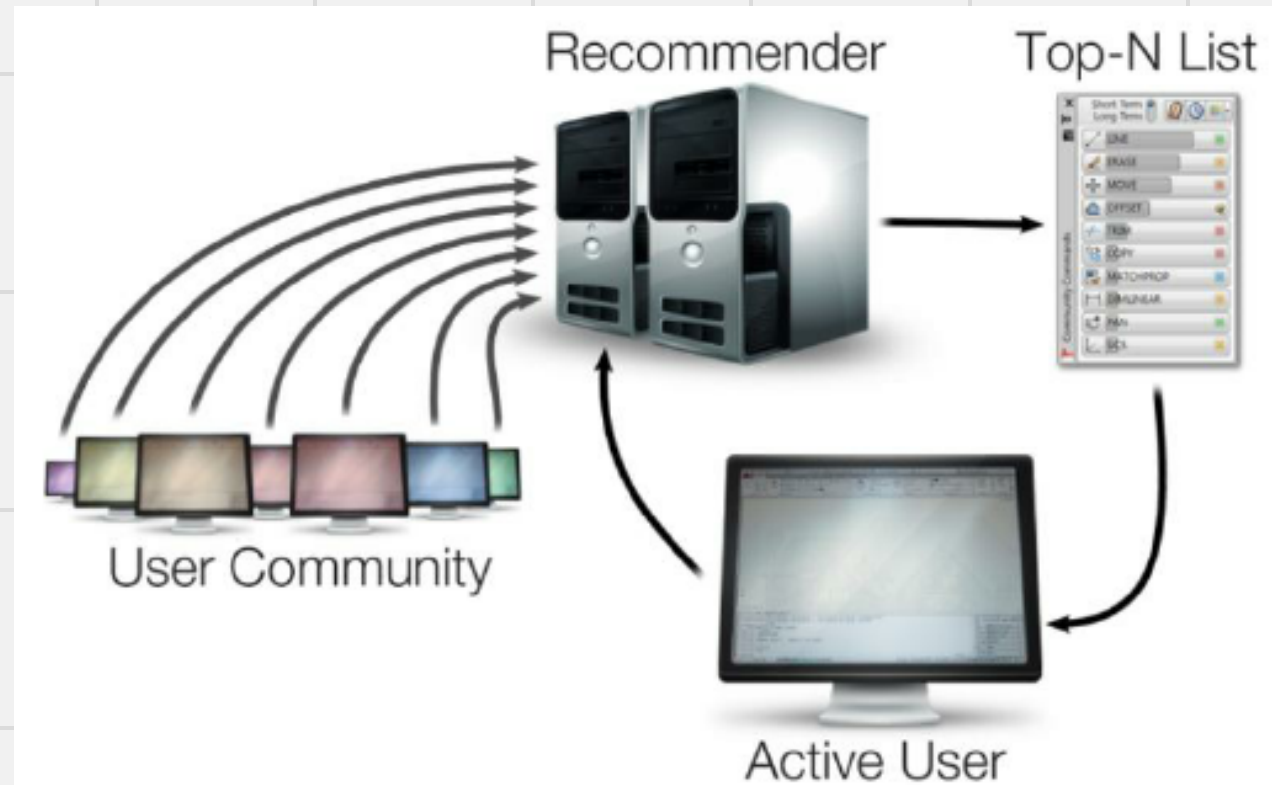 Recommender
Top-N List
Short Term
Long Term
LINE
ERASE
MOVE
OFFSET
TRIM
COPY
MATCHPROP
DIMLINEAR
PAN
UCS
Community Commands
User Community
Active User